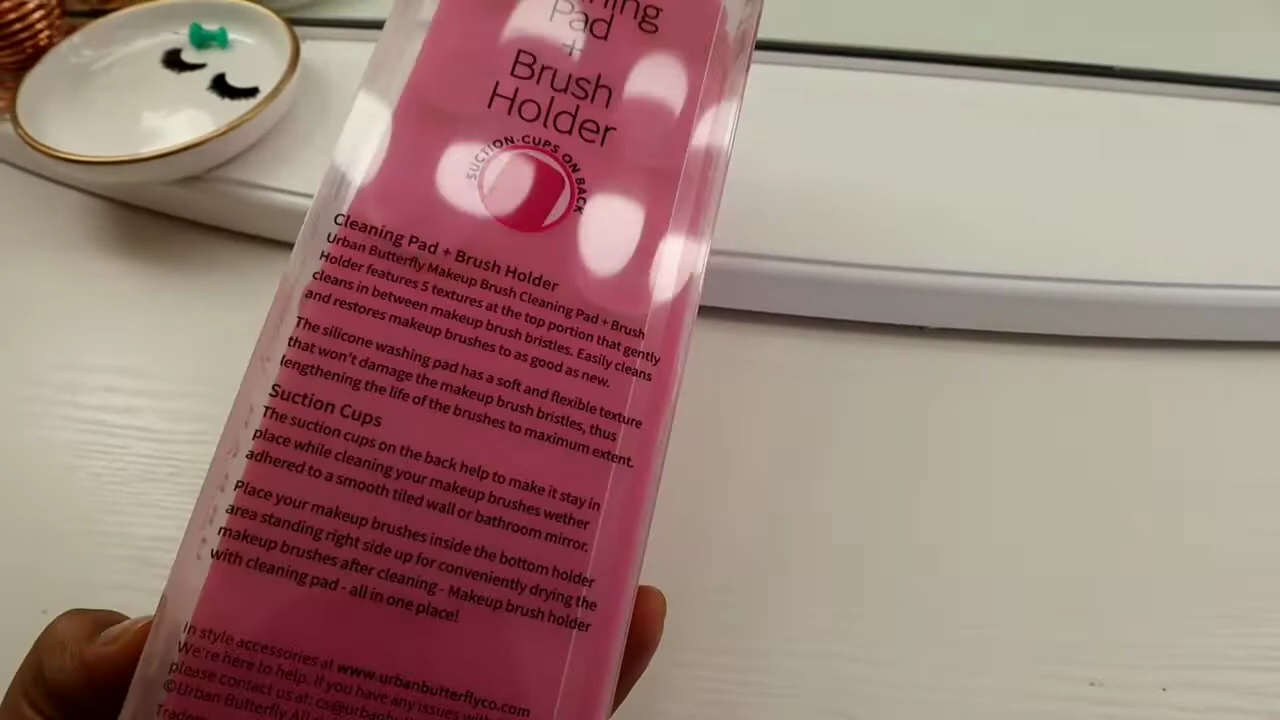 Pad
+
Brush
Holder
SUCTION-CUPS ON BACK
Cleaning Pad + Brush Holder
Urban Butterfly Makeup Brush Cleaning Pad + Brush
Holder features 5 textures at the top portion that gently
cleans in between makeup brush bristles. Easily cleans
and restores makeup brushes to as good as new.
The silicone washing pad has a soft and flexible texture
that won't damage the makeup brush bristles, thus
lengthening the life of the brushes to maximum extent.
Suction Cups
The suction cups on the back help to make it stay in
place while cleaning your makeup brushes wether
adhered to a smooth tiled wall or bathroom mirror.
Place your makeup brushes inside the bottom holder
area standing right side up for conveniently drying the
makeup brushes after cleaning - Makeup brush holder
with cleaning pad - all in one place!
In style accessories at www.urbanbutterflyco.com
We're here to help. If you have any issues
please contact us at:
©Urban Butterfly All